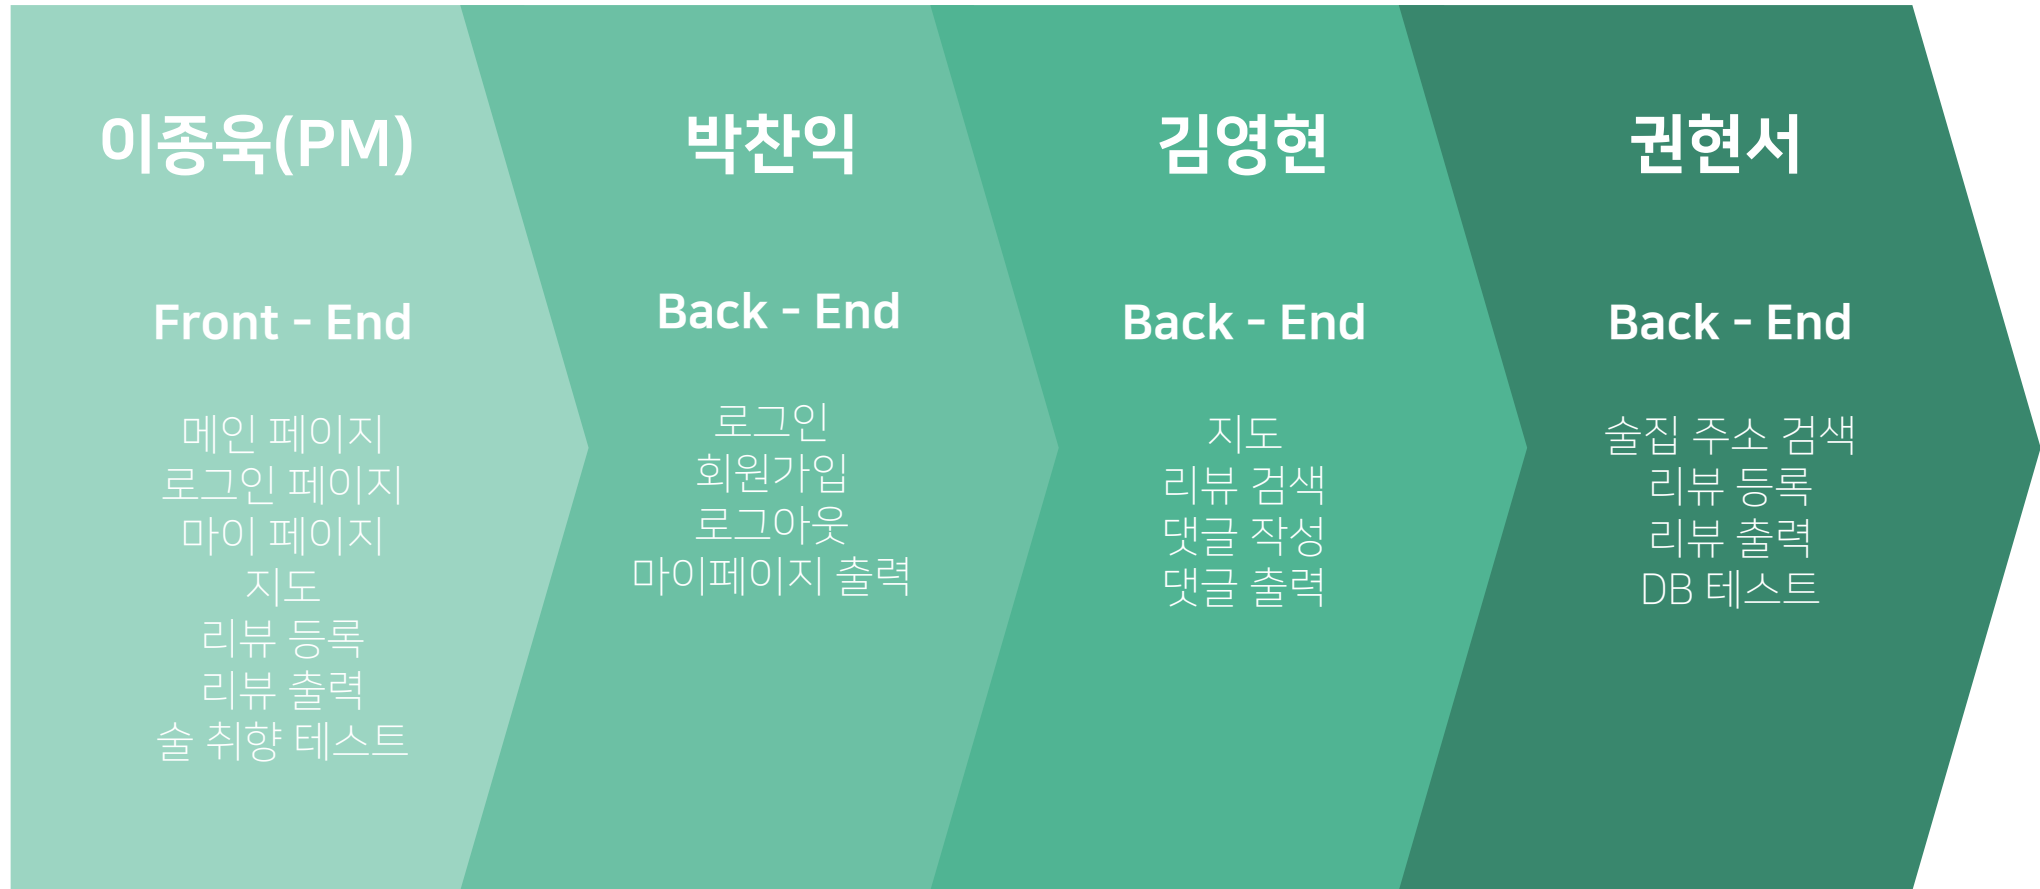 이종욱(PM)
Front - End
메인 페이지
로그인 페이지
마이 페이지
지도
리뷰 등록
리뷰 출력
술 취향 테스트
박찬익
Back - End
로그인
회원가입
로그아웃
마이페이지 출력
김영현
Back - End
지도
리뷰 검색
댓글 작성
댓글 출력
권현서
Back - End
술집 주소 검색
리뷰 등록
리뷰 출력
DB 테스트